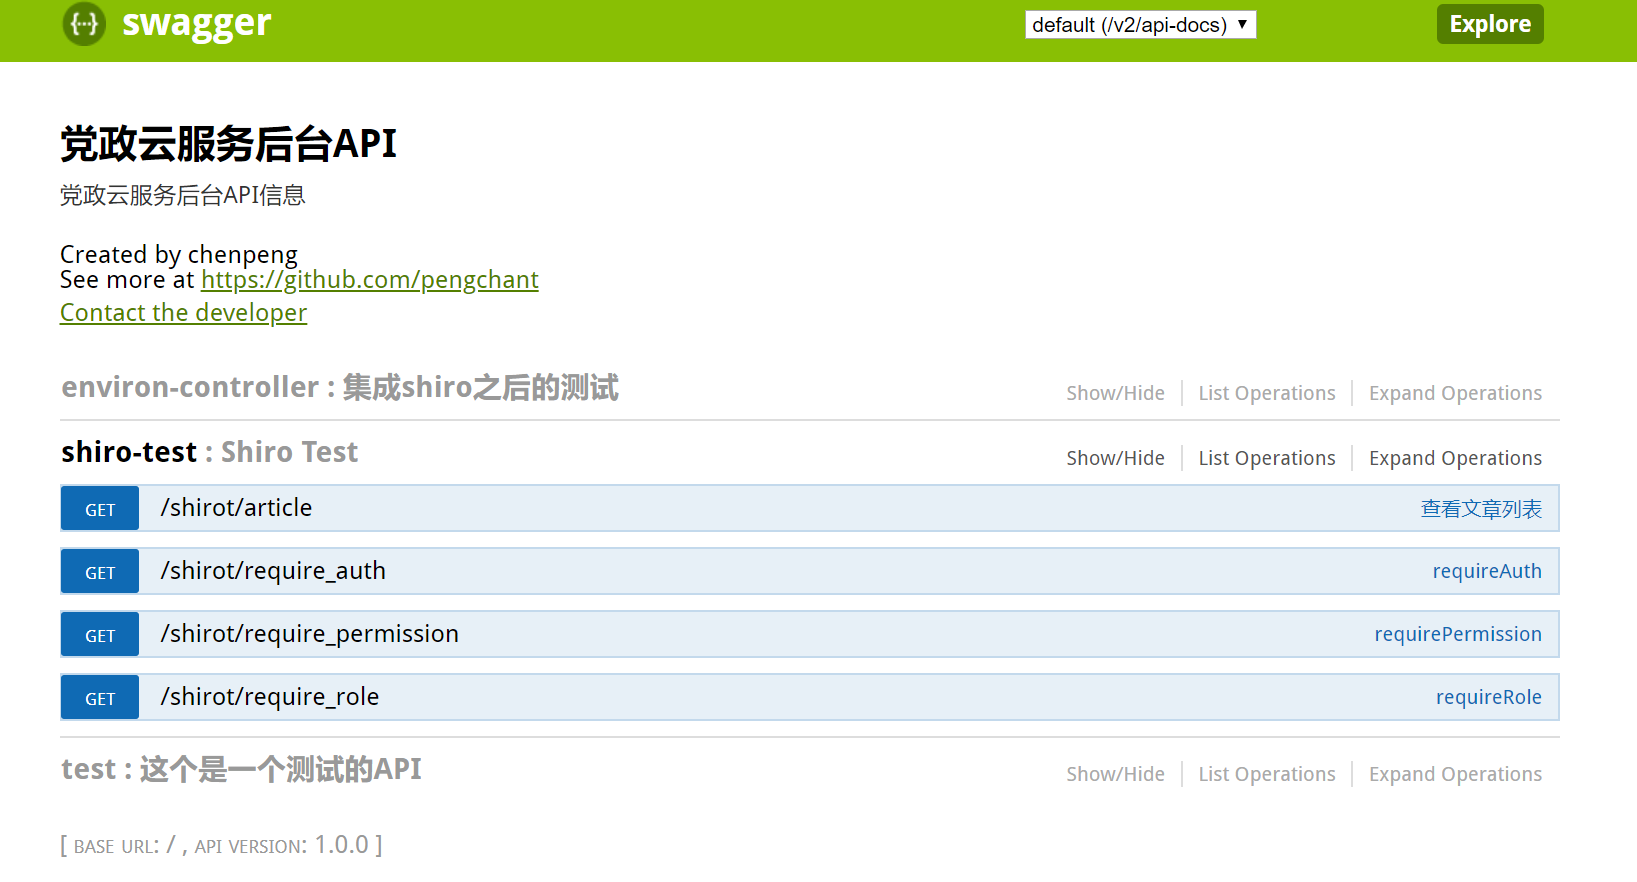 {···} swagger default (/v2/api-docs) ▼ Explore
党政云服务后台API
党政云服务后台API信息
Created by chenpeng
See more at https://github.com/pengchant
Contact the developer
environ-controller : 集成shiro之后的测试 Show/Hide List Operations Expand Operations
shiro-test : Shiro Test Show/Hide List Operations Expand Operations
GET /shirot/article 查看文章列表
GET /shirot/require_auth requireAuth
GET /shirot/require_permission requirePermission
GET /shirot/require_role requireRole
test : 这个是一个测试的API Show/Hide List Operations Expand Operations
[ BASE URL: / , API VERSION: 1.0.0 ]